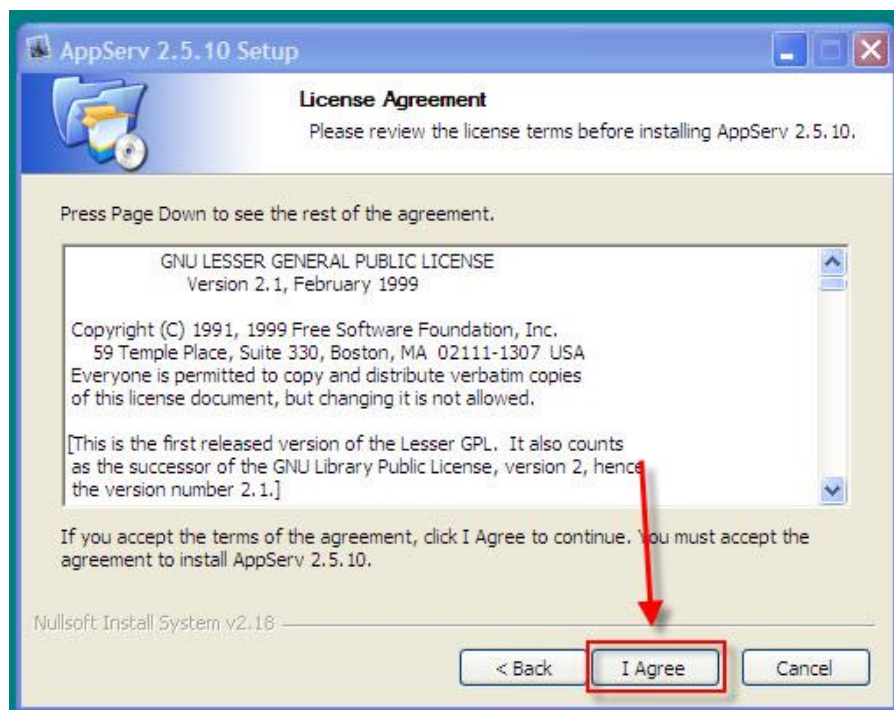 AppServ 2.5.10 Setup
License Agreement
Please review the license terms before installing AppServ 2.5.10.
Press Page Down to see the rest of the agreement.
GNU LESSER GENERAL PUBLIC LICENSE
Version 2.1, February 1999
Copyright (C) 1991, 1999 Free Software Foundation, Inc.
59 Temple Place, Suite 330, Boston, MA 02111-1307 USA
Everyone is permitted to copy and distribute verbatim copies
of this license document, but changing it is not allowed.
[This is the first released version of the Lesser GPL. It also counts
as the successor of the GNU Library Public License, version 2, hence
the version number 2.1.]
If you accept the terms of the agreement, click I Agree to continue. You must accept the
agreement to install AppServ 2.5.10.
Nullsoft Install System v2.18
< Back I Agree Cancel